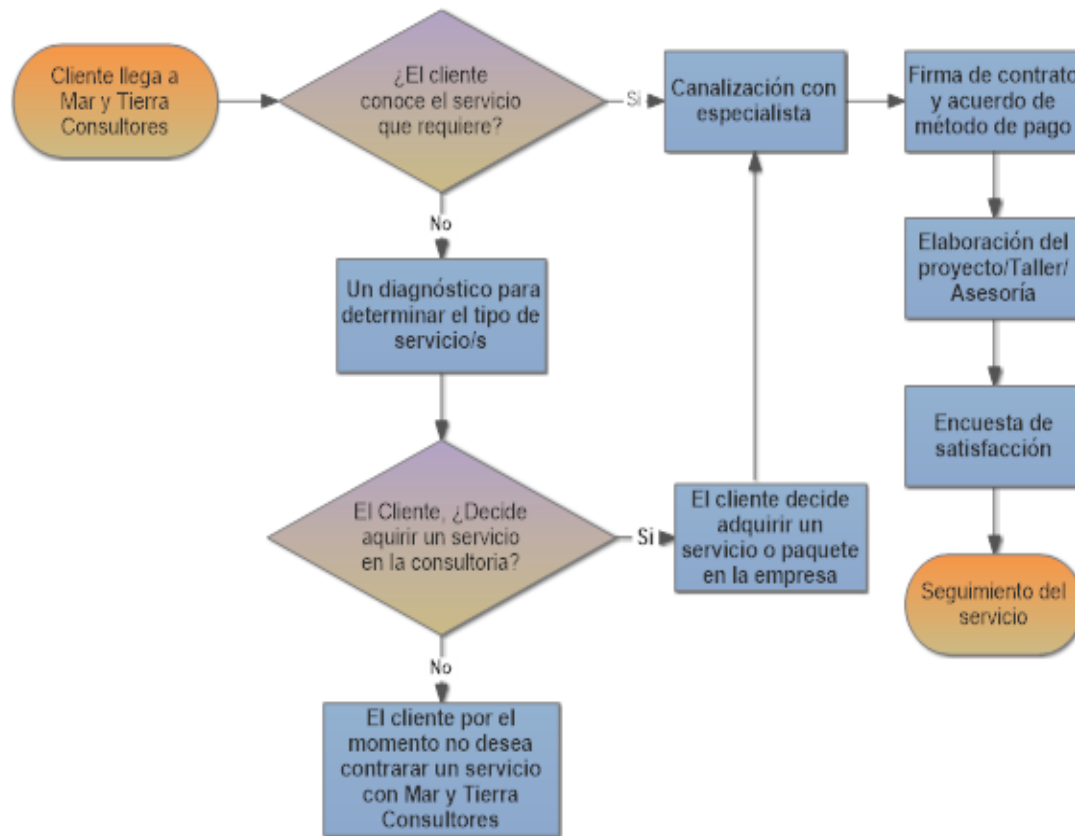 Cliente llega a
Mar y Tierra
Consultores
¿El cliente
conoce el servicio
que requiere?
Si
Canalización con
especialista
Firma de contrato
y acuerdo de
método de pago
No
Un diagnóstico para
determinar el tipo de
servicio/s
Elaboración del
proyecto/Taller/
Asesoría
Encuesta de
satisfacción
El Cliente, ¿Decide
aquirir un servicio
en la consultoria?
Si
El cliente decide
adquirir un
servicio o paquete
en la empresa
Seguimiento del
servicio
No
El cliente por el
momento no desea
contrarar un servicio
con Mar y Tierra
Consultores